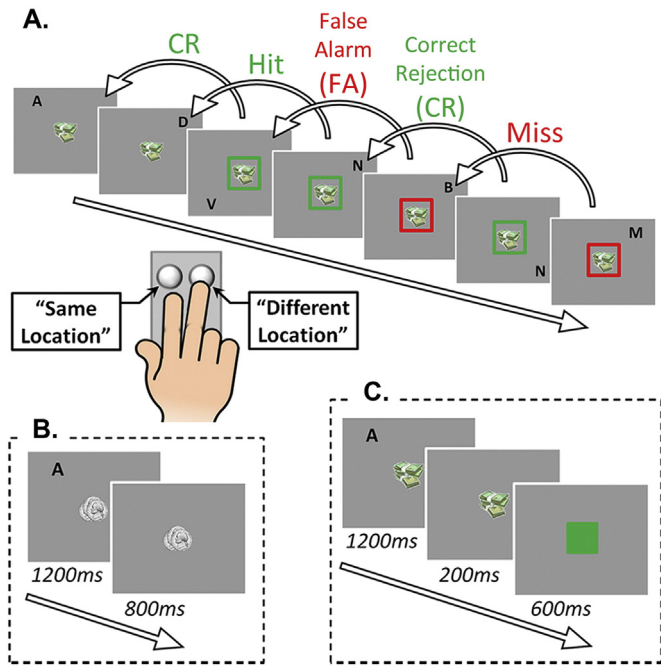 A.
CR
Hit
False
Alarm
(FA)
Correct
Rejection
(CR)
Miss
A
D
V
N
B
N
M
"Same
Location"
"Different
Location"
B.
A
1200ms
800ms
C.
A
1200ms
200ms
600ms